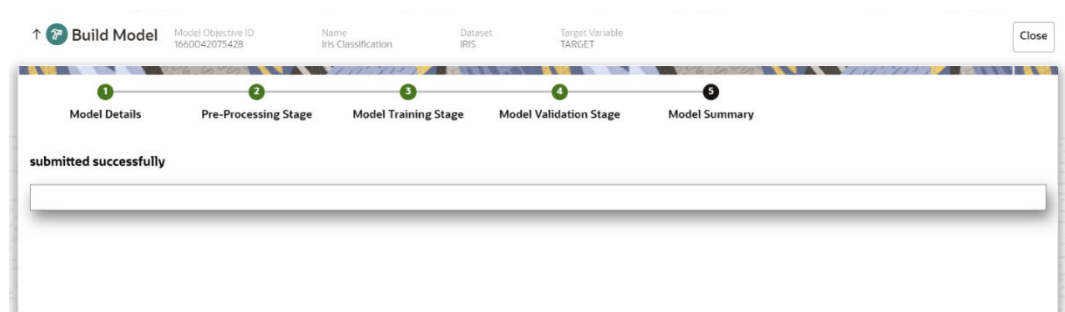 Build Model
Model Objective ID
1660042075428
Name
Iris Classification
Dataset
IRIS
Target Variable
TARGET
Close
1 2 3 4 5
Model Details Pre-Processing Stage Model Training Stage Model Validation Stage Model Summary
submitted successfully